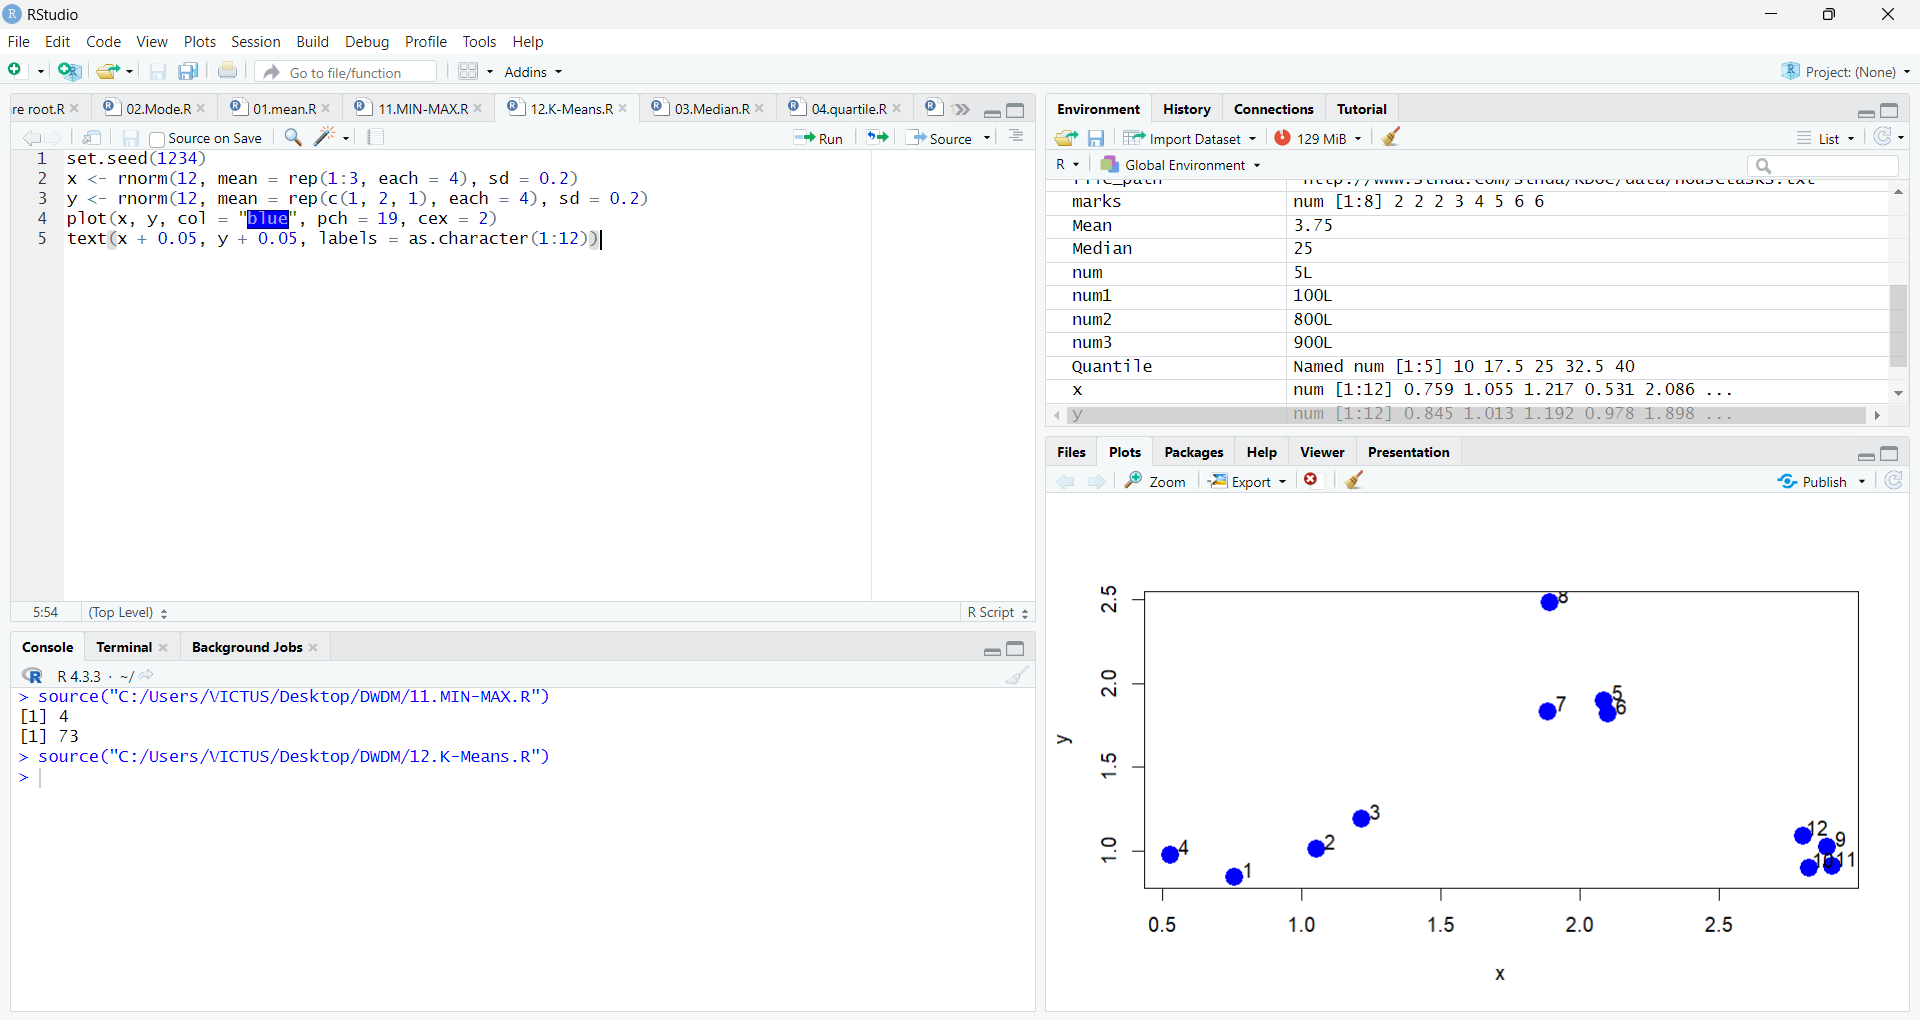 RStudio
File Edit Code View Plots Session Build Debug Profile Tools Help
Go to file/function Addins Project: (None)
re root.R 02.Mode.R 01.mean.R 11.MIN-MAX.R 12.K-Means.R 03.Median.R 04.quartile.R
Source on Save Run Source
1 set.seed(1234)
2 x <- rnorm(12, mean = rep(1:3, each = 4), sd = 0.2)
3 y <- rnorm(12, mean = rep(c(1, 2, 1), each = 4), sd = 0.2)
4 plot(x, y, col = "blue", pch = 19, cex = 2)
5 text(x + 0.05, y + 0.05, labels = as.character(1:12))
5:54 (Top Level) R Script
Console Terminal Background Jobs
R 4.3.3 · ~/
> source("C:/Users/VICTUS/Desktop/DWDM/11.MIN-MAX.R")
[1] 4
[1] 73
> source("C:/Users/VICTUS/Desktop/DWDM/12.K-Means.R")
>
Environment History Connections Tutorial
Import Dataset 129 MiB List
R Global Environment
marks num [1:8] 2 2 2 3 4 5 6 6
Mean 3.75
Median 25
num 5L
num1 100L
num2 800L
num3 900L
Quantile Named num [1:5] 10 17.5 25 32.5 40
x num [1:12] 0.759 1.055 1.217 0.531 2.086 ...
y num [1:12] 0.845 1.013 1.192 0.978 1.898 ...
Files Plots Packages Help Viewer Presentation
Zoom Export Publish
2.5
8
2.0
5
7
6
y
1.5
3
12
1.0
2
9
4
10
11
1
0.5 1.0 1.5 2.0 2.5
x